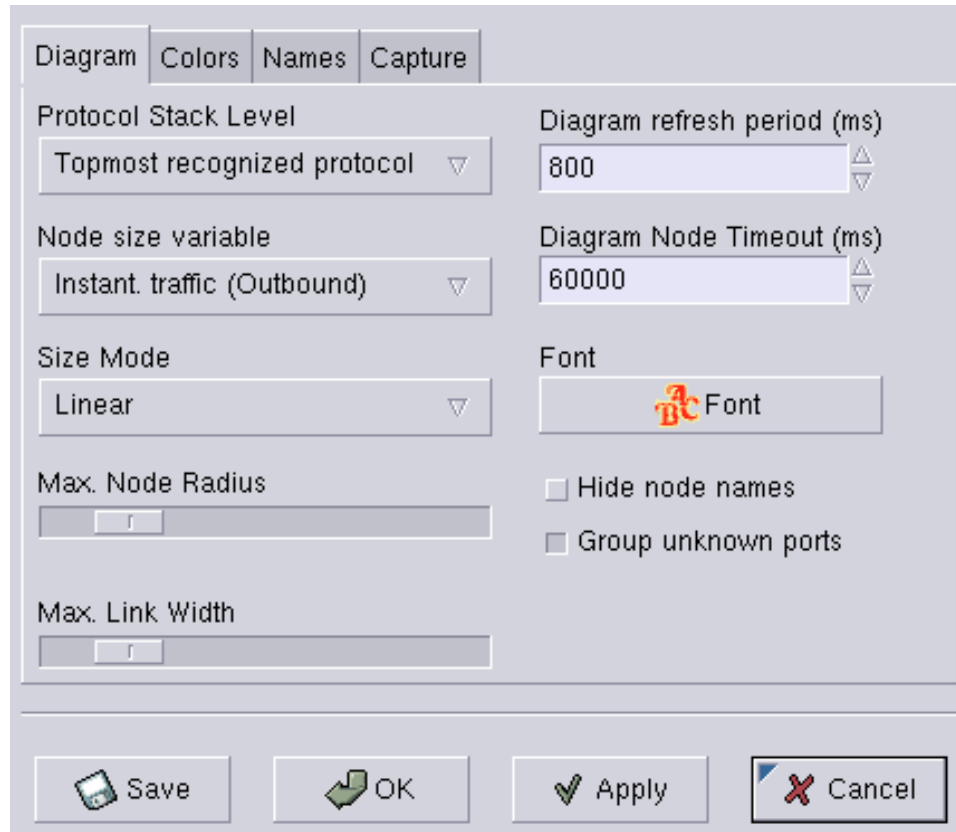 Diagram Colors Names Capture
Protocol Stack Level
Topmost recognized protocol
Node size variable
Instant. traffic (Outbound)
Size Mode
Linear
Max. Node Radius
Max. Link Width
Diagram refresh period (ms)
800
Diagram Node Timeout (ms)
60000
Font
ABC Font
Hide node names
Group unknown ports
Save OK Apply Cancel